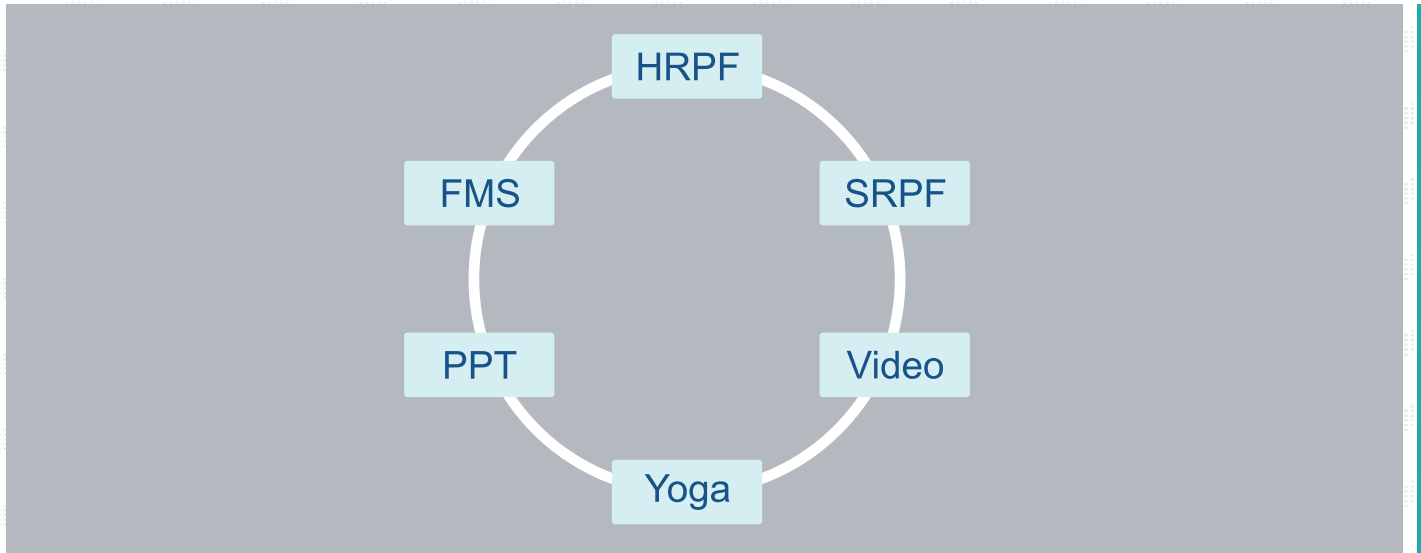 HRPF
FMS
SRPF
PPT
Video
Yoga